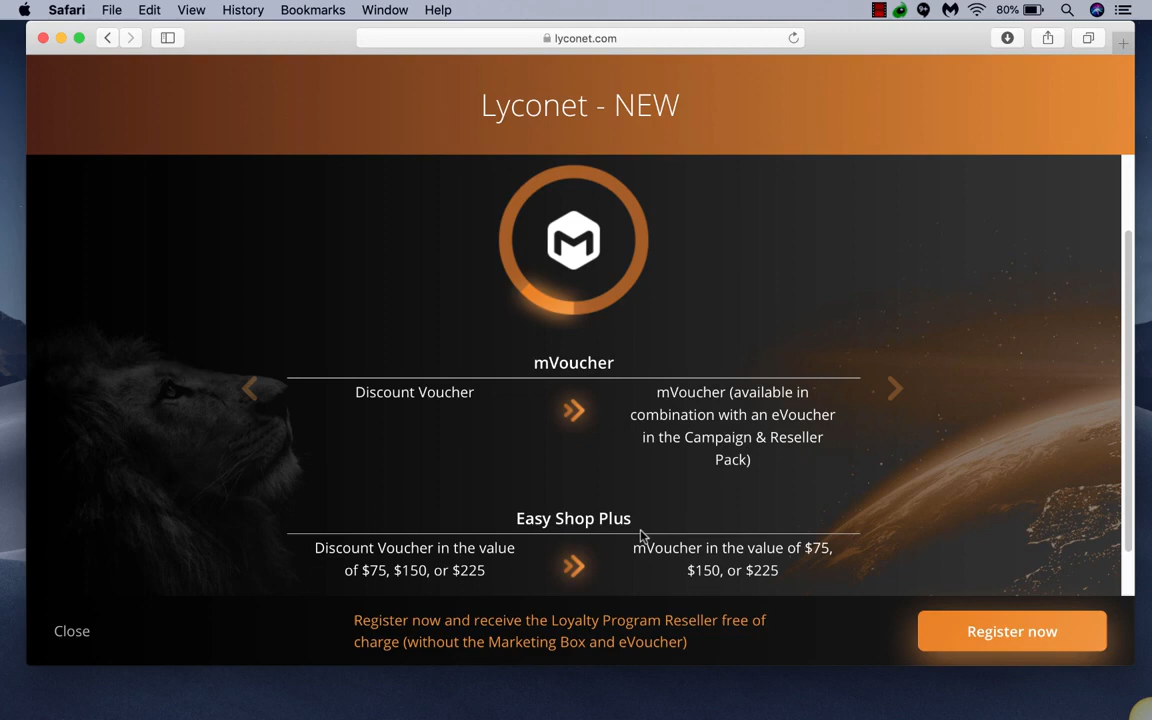 Safari File Edit View History Bookmarks Window Help 80%
lyconet.com
Lyconet - NEW
mVoucher
Discount Voucher
mVoucher (available in
combination with an eVoucher
in the Campaign & Reseller
Pack)
Easy Shop Plus
Discount Voucher in the value
of $75, $150, or $225
mVoucher in the value of $75,
$150, or $225
Close
Register now and receive the Loyalty Program Reseller free of
charge (without the Marketing Box and eVoucher)
Register now